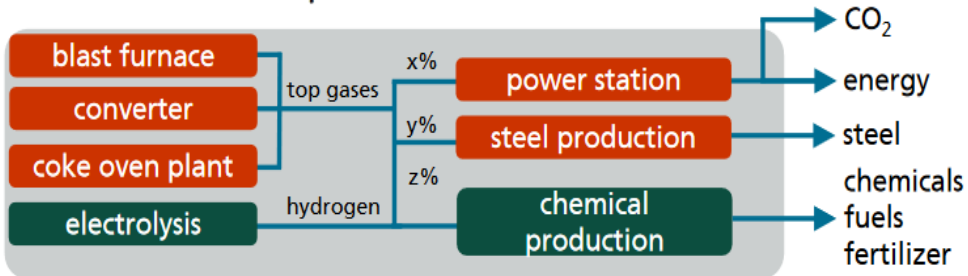 blast furnace
converter
coke oven plant
electrolysis
top gases
hydrogen
x%
y%
z%
power station
steel production
chemical
production
CO₂
energy
steel
chemicals
fuels
fertilizer